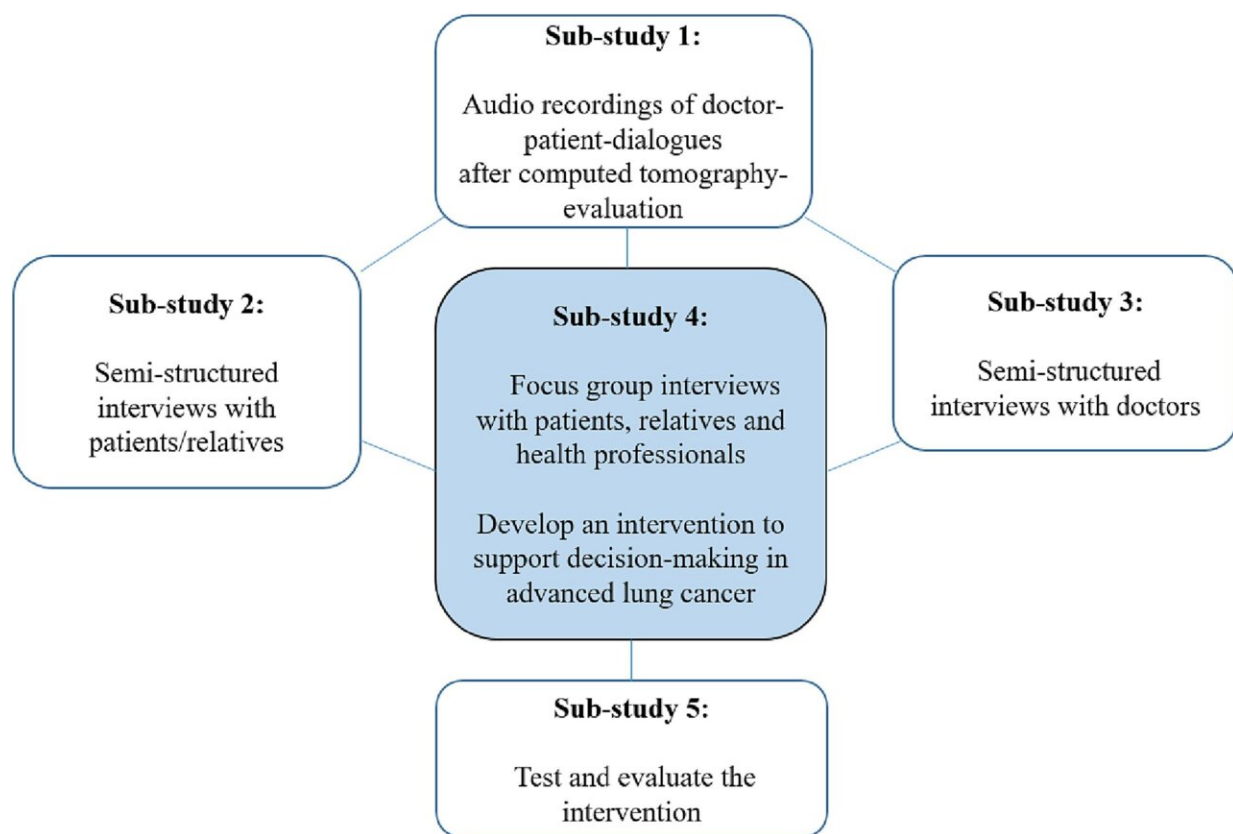 Sub-study 1:
Audio recordings of doctor-
patient-dialogues
after computed tomography-
evaluation
Sub-study 2:
Semi-structured
interviews with
patients/relatives
Sub-study 4:
Focus group interviews
with patients, relatives and
health professionals
Develop an intervention to
support decision-making in
advanced lung cancer
Sub-study 3:
Semi-structured
interviews with doctors
Sub-study 5:
Test and evaluate the
intervention